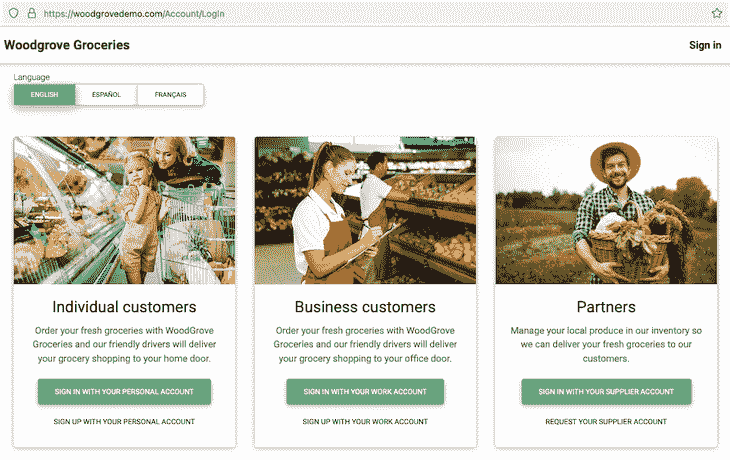 https://woodgrovedemo.com/Account/Login
Woodgrove Groceries
Sign in
Language
ENGLISH
ESPAÑOL
FRANÇAIS
Individual customers
Order your fresh groceries with WoodGrove
Groceries and our friendly drivers will deliver
your grocery shopping to your home door.
SIGN IN WITH YOUR PERSONAL ACCOUNT
SIGN UP WITH YOUR PERSONAL ACCOUNT
Business customers
Order your fresh groceries with WoodGrove
Groceries and our friendly drivers will deliver
your grocery shopping to your office door.
SIGN IN WITH YOUR WORK ACCOUNT
SIGN UP WITH YOUR WORK ACCOUNT
Partners
Manage your local produce in our inventory so
we can deliver your fresh groceries to our
customers.
SIGN IN WITH YOUR SUPPLIER ACCOUNT
REQUEST YOUR SUPPLIER ACCOUNT